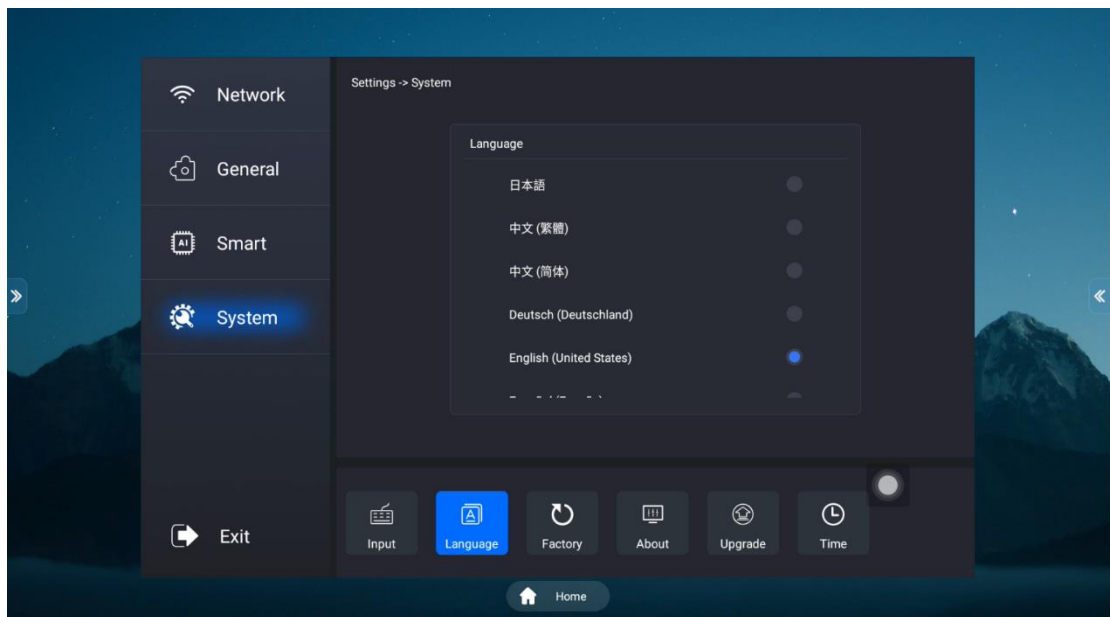 Network
General
AI
Smart
System
Exit
Settings -> System
Language
日本語
中文 (繁體)
中文 (简体)
Deutsch (Deutschland)
English (United States)
Input
A
Language
Factory
About
Upgrade
Time
Home